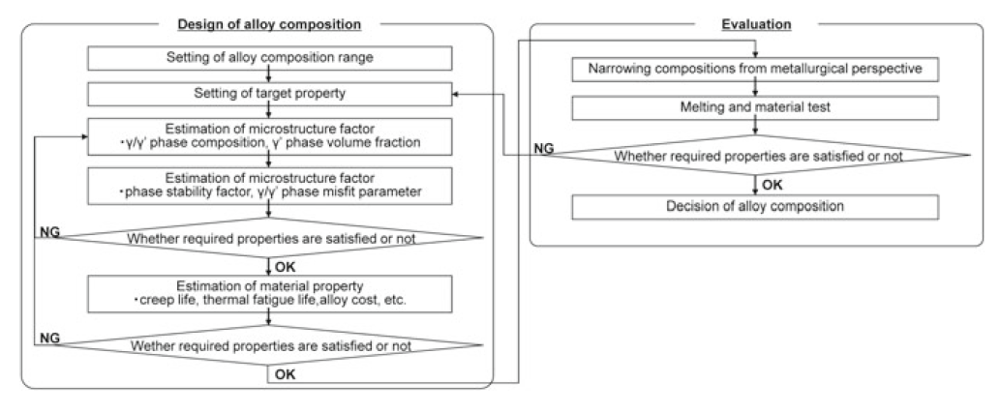 Design of alloy composition
Setting of alloy composition range
Setting of target property
Estimation of microstructure factor
・γ/γ' phase composition, γ' phase volume fraction
Estimation of microstructure factor
・phase stability factor, γ/γ' phase misfit parameter
NG
Whether required properties are satisfied or not
OK
Estimation of material property
・creep life, thermal fatigue life,alloy cost, etc.
NG
Wether required properties are satisfied or not
OK
Evaluation
Narrowing compositions from metallurgical perspective
Melting and material test
NG
Whether required properties are satisfied or not
OK
Decision of alloy composition